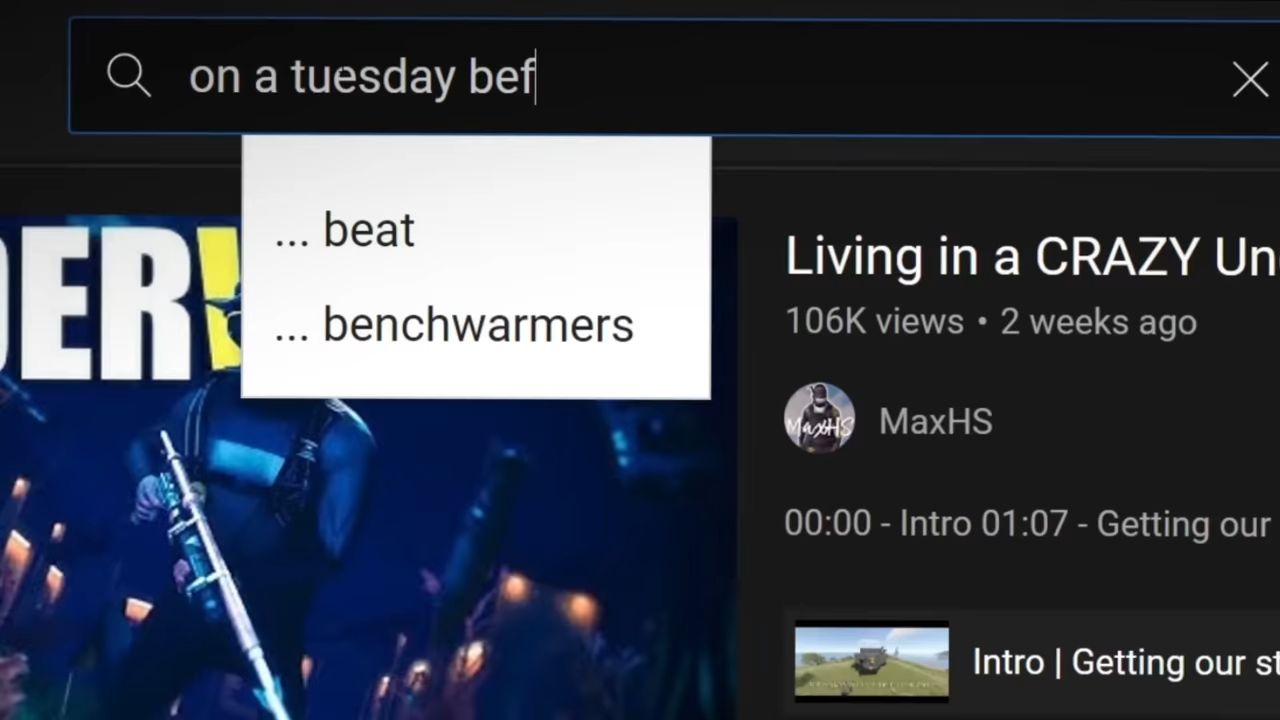 on a tuesday bef
... beat
... benchwarmers
DER!
Living in a CRAZY Un
106K views • 2 weeks ago
MaxHS
MaxHS
00:00 - Intro 01:07 - Getting our
Intro | Getting our st